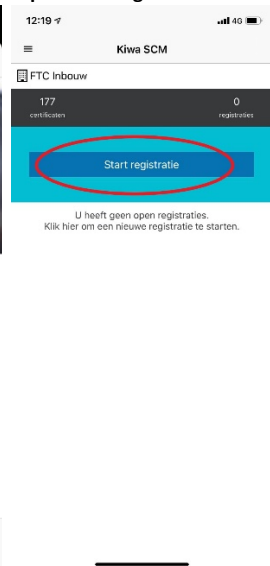 12:19
4G
Kiwa SCM
FTC Inbouw
177
0
certificaten
registraties
Start registratie
U heeft geen open registraties.
Klik hier om een nieuwe registratie te starten.